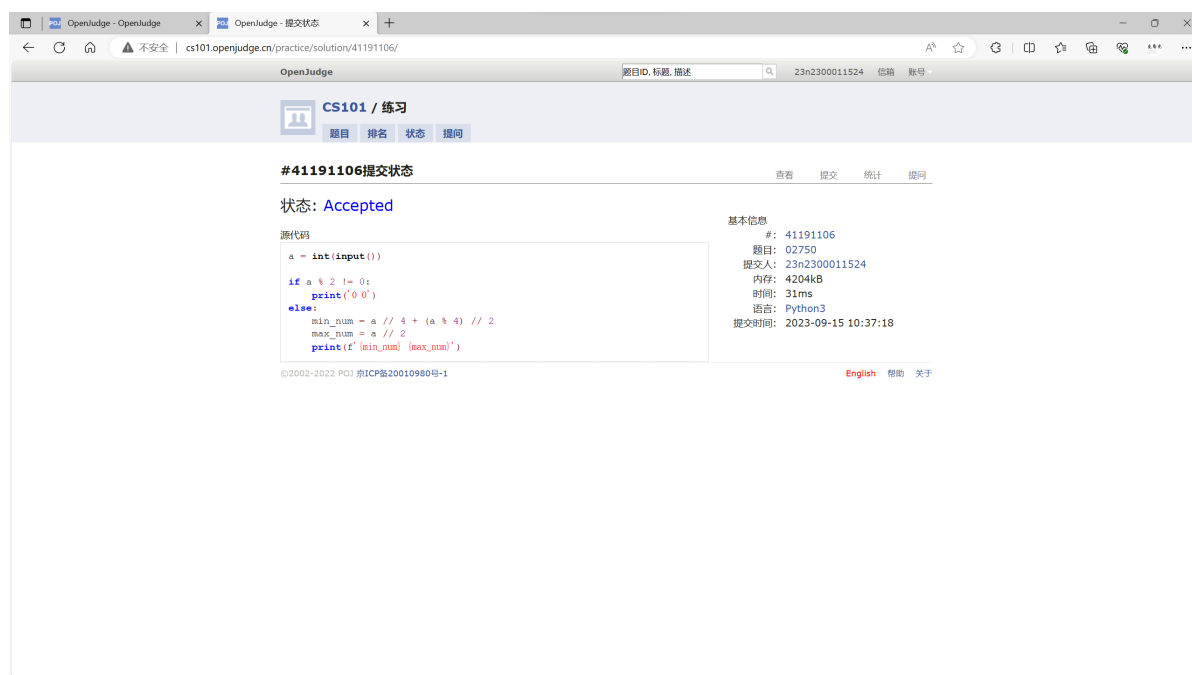 OpenJudge - OpenJudge
OpenJudge - 提交状态
不安全 | cs101.openjudge.cn/practice/solution/41191106/
OpenJudge
题目ID, 标题, 描述
23n2300011524 信箱 账号
CS101 / 练习
题目 排名 状态 提问
#41191106提交状态
查看 提交 统计 提问
状态: Accepted
源代码
a = int(input())
if a % 2 != 0:
    print('0 0')
else:
    min_num = a // 4 + (a % 4) // 2
    max_num = a // 2
    print(f'{min_num} {max_num}')
基本信息
#: 41191106
题目: 02750
提交人: 23n2300011524
内存: 4204kB
时间: 31ms
语言: Python3
提交时间: 2023-09-15 10:37:18
©2002-2022 POJ 京ICP备20010980号-1
English 帮助 关于